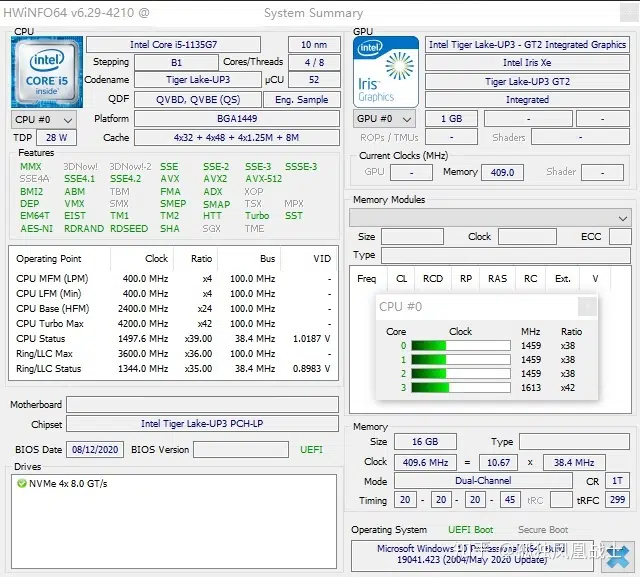 HWiNFO64 v6.29-4210 @ System Summary
CPU
intel
CORE i5
inside
Intel Core i5-1135G7 10 nm
Stepping B1 Cores/Threads 4 / 8
Codename Tiger Lake-UP3 µCU 52
QDF QVBD, QVBE (QS) Eng. Sample
CPU #0 Platform BGA1449
TDP 28 W Cache 4x32 + 4x48 + 4x1.25M + 8M
Features
MMX 3DNow! 3DNow!-2 SSE SSE-2 SSE-3 SSSE-3
SSE4A SSE4.1 SSE4.2 AVX AVX2 AVX-512
BMI2 ABM TBM FMA ADX XOP
DEP VMX SMX SMEP SMAP TSX MPX
EM64T EIST TM1 TM2 HTT Turbo SST
AES-NI RDRAND RDSEED SHA SGX TME
Operating Point Clock Ratio Bus VID
CPU MFM (LPM) 400.0 MHz x4 100.0 MHz -
CPU LFM (Min) 400.0 MHz x4 100.0 MHz -
CPU Base (HFM) 2400.0 MHz x24 100.0 MHz -
CPU Turbo Max 4200.0 MHz x42 100.0 MHz -
CPU Status 1497.6 MHz x39.00 38.4 MHz 1.0187 V
Ring/LLC Max 3600.0 MHz x36.00 100.0 MHz -
Ring/LLC Status 1344.0 MHz x35.00 38.4 MHz 0.8983 V
Motherboard
Chipset Intel Tiger Lake-UP3 PCH-LP
BIOS Date 08/12/2020 BIOS Version UEFI
Drives
NVMe 4x 8.0 GT/s
GPU
intel
Iris
Graphics
Intel Tiger Lake-UP3 - GT2 Integrated Graphics
Intel Iris Xe
Tiger Lake-UP3 GT2
Integrated
GPU #0 1 GB - -
ROPs / TMUs - Shaders -
Current Clocks (MHz)
GPU - Memory 409.0 Shader -
Memory Modules
Size Clock ECC
Type
Freq CL RCD RP RAS RC Ext. V
CPU #0
Core Clock MHz Ratio
0 1459 x38
1 1459 x38
2 1459 x38
3 1613 x42
Memory
Size 16 GB Type
Clock 409.6 MHz = 10.67 x 38.4 MHz
Mode Dual-Channel CR 1T
Timing 20 - 20 - 20 - 45 tRC tRFC 299
Operating System UEFI Boot Secure Boot
Microsoft Windows 10 Professional (x64) Build
19041.423 (2004/May 2020 Update)